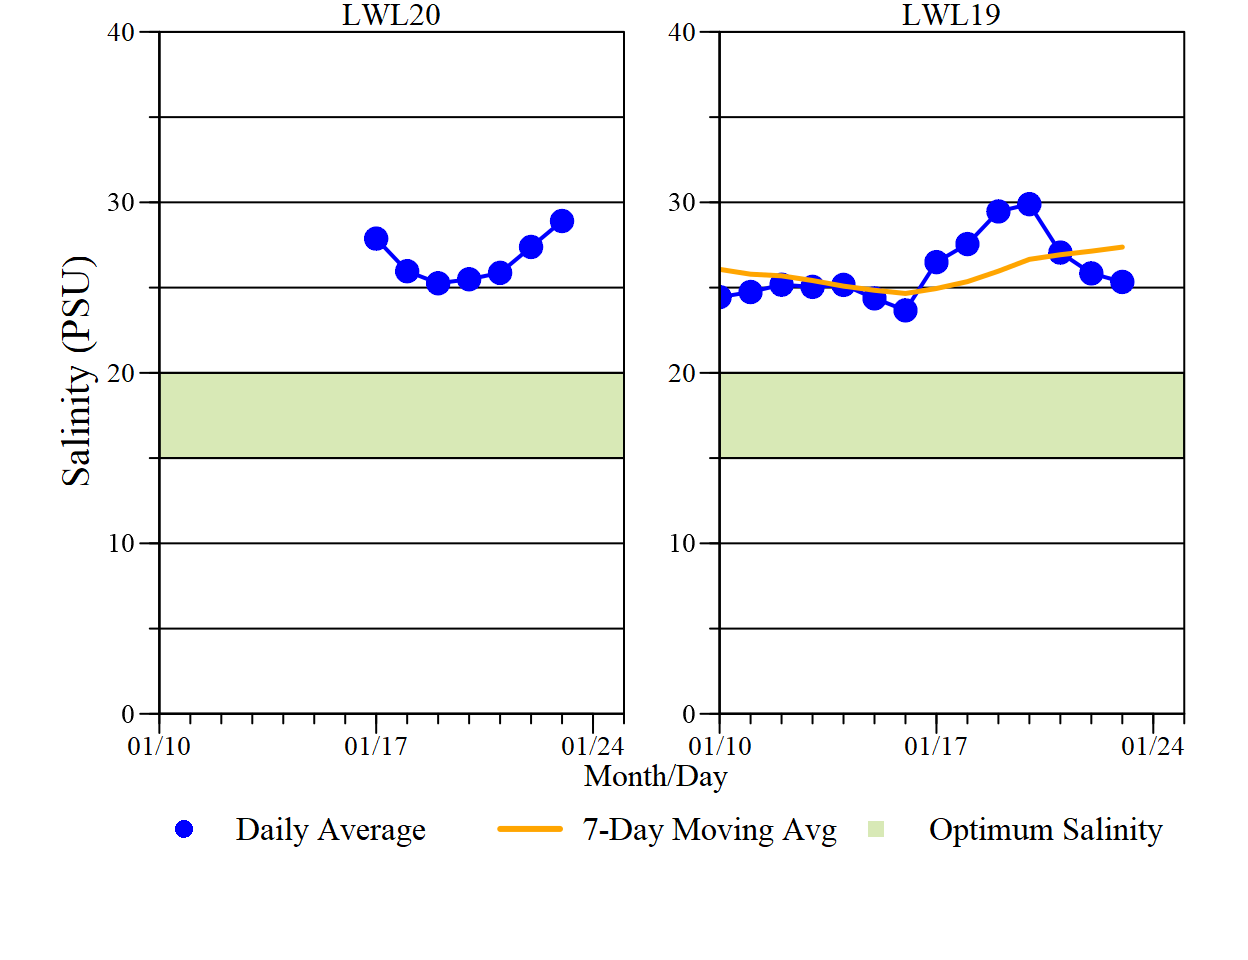 LWL20 LWL19
40 40
30 30
20 20
10 10
0 0
Salinity (PSU)
01/10 01/17 01/24 01/10 01/17 01/24
Month/Day
Daily Average 7-Day Moving Avg Optimum Salinity